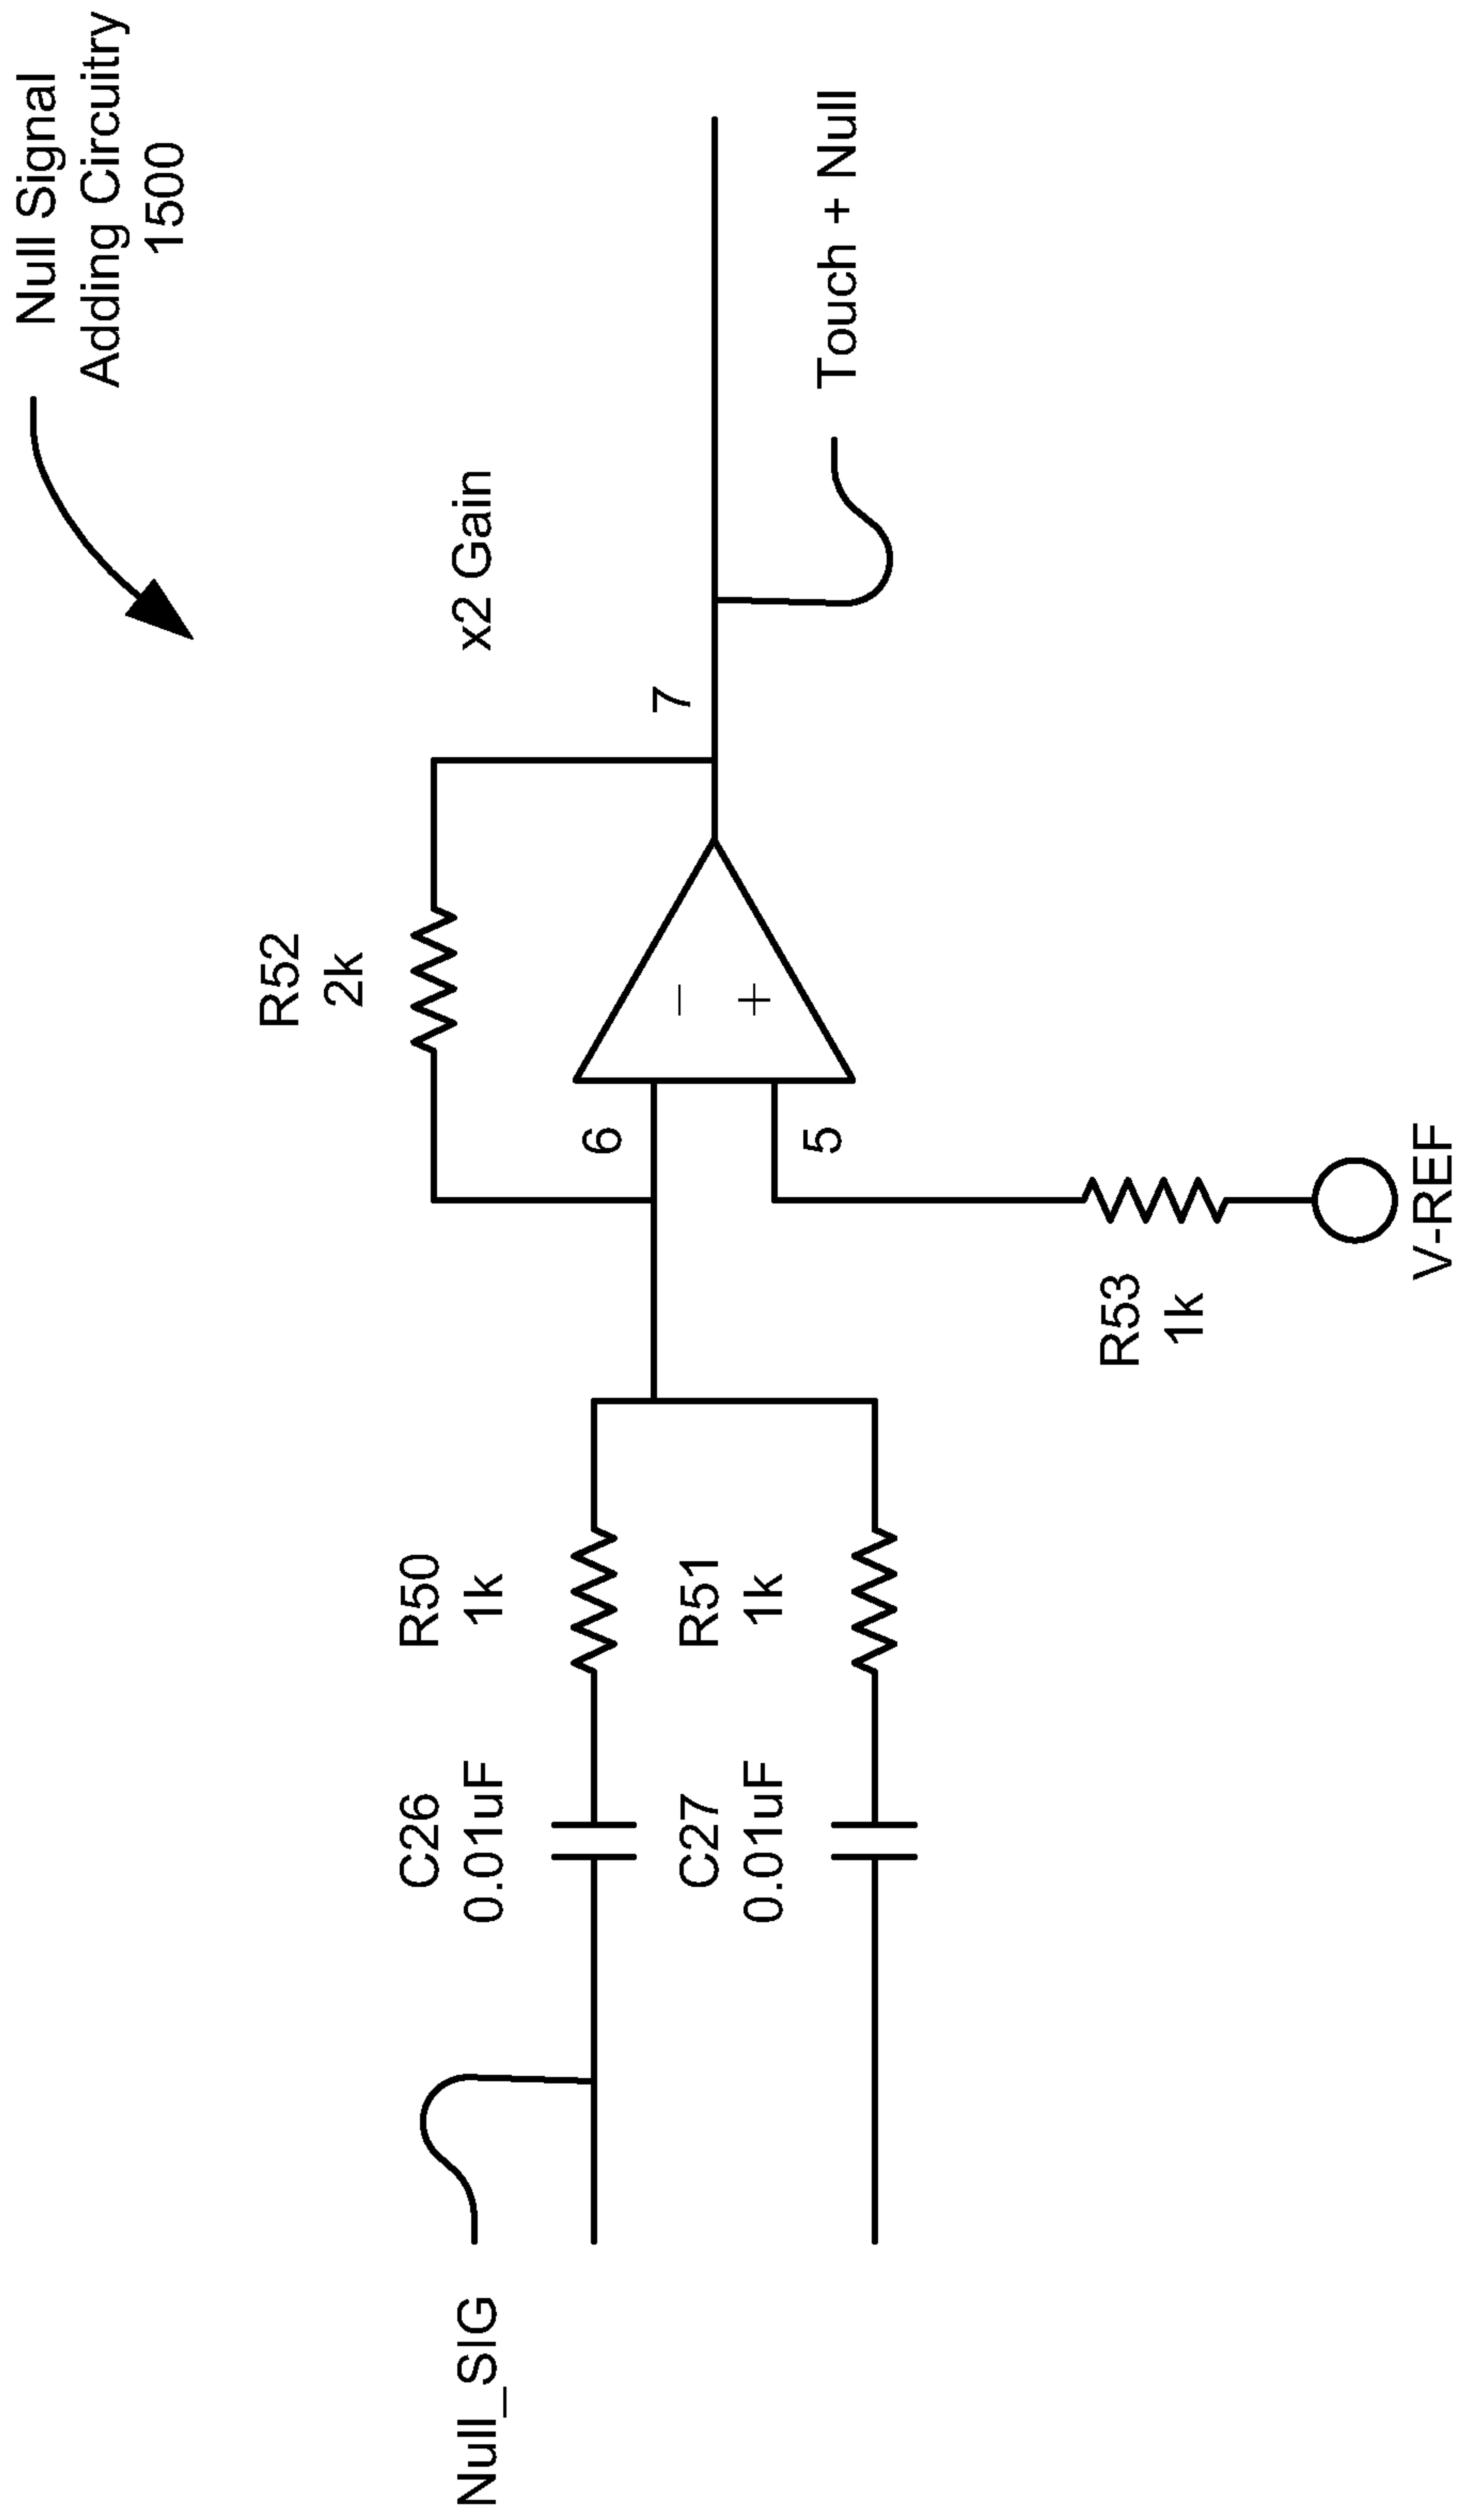 Null Signal
Adding Circuitry
1500
R52
2k
x2 Gain
C26
0.01uF
R50
1k
Null_SIG
6
7
−
+
C27
0.01uF
R51
1k
5
Touch + Null
R53
1k
V-REF